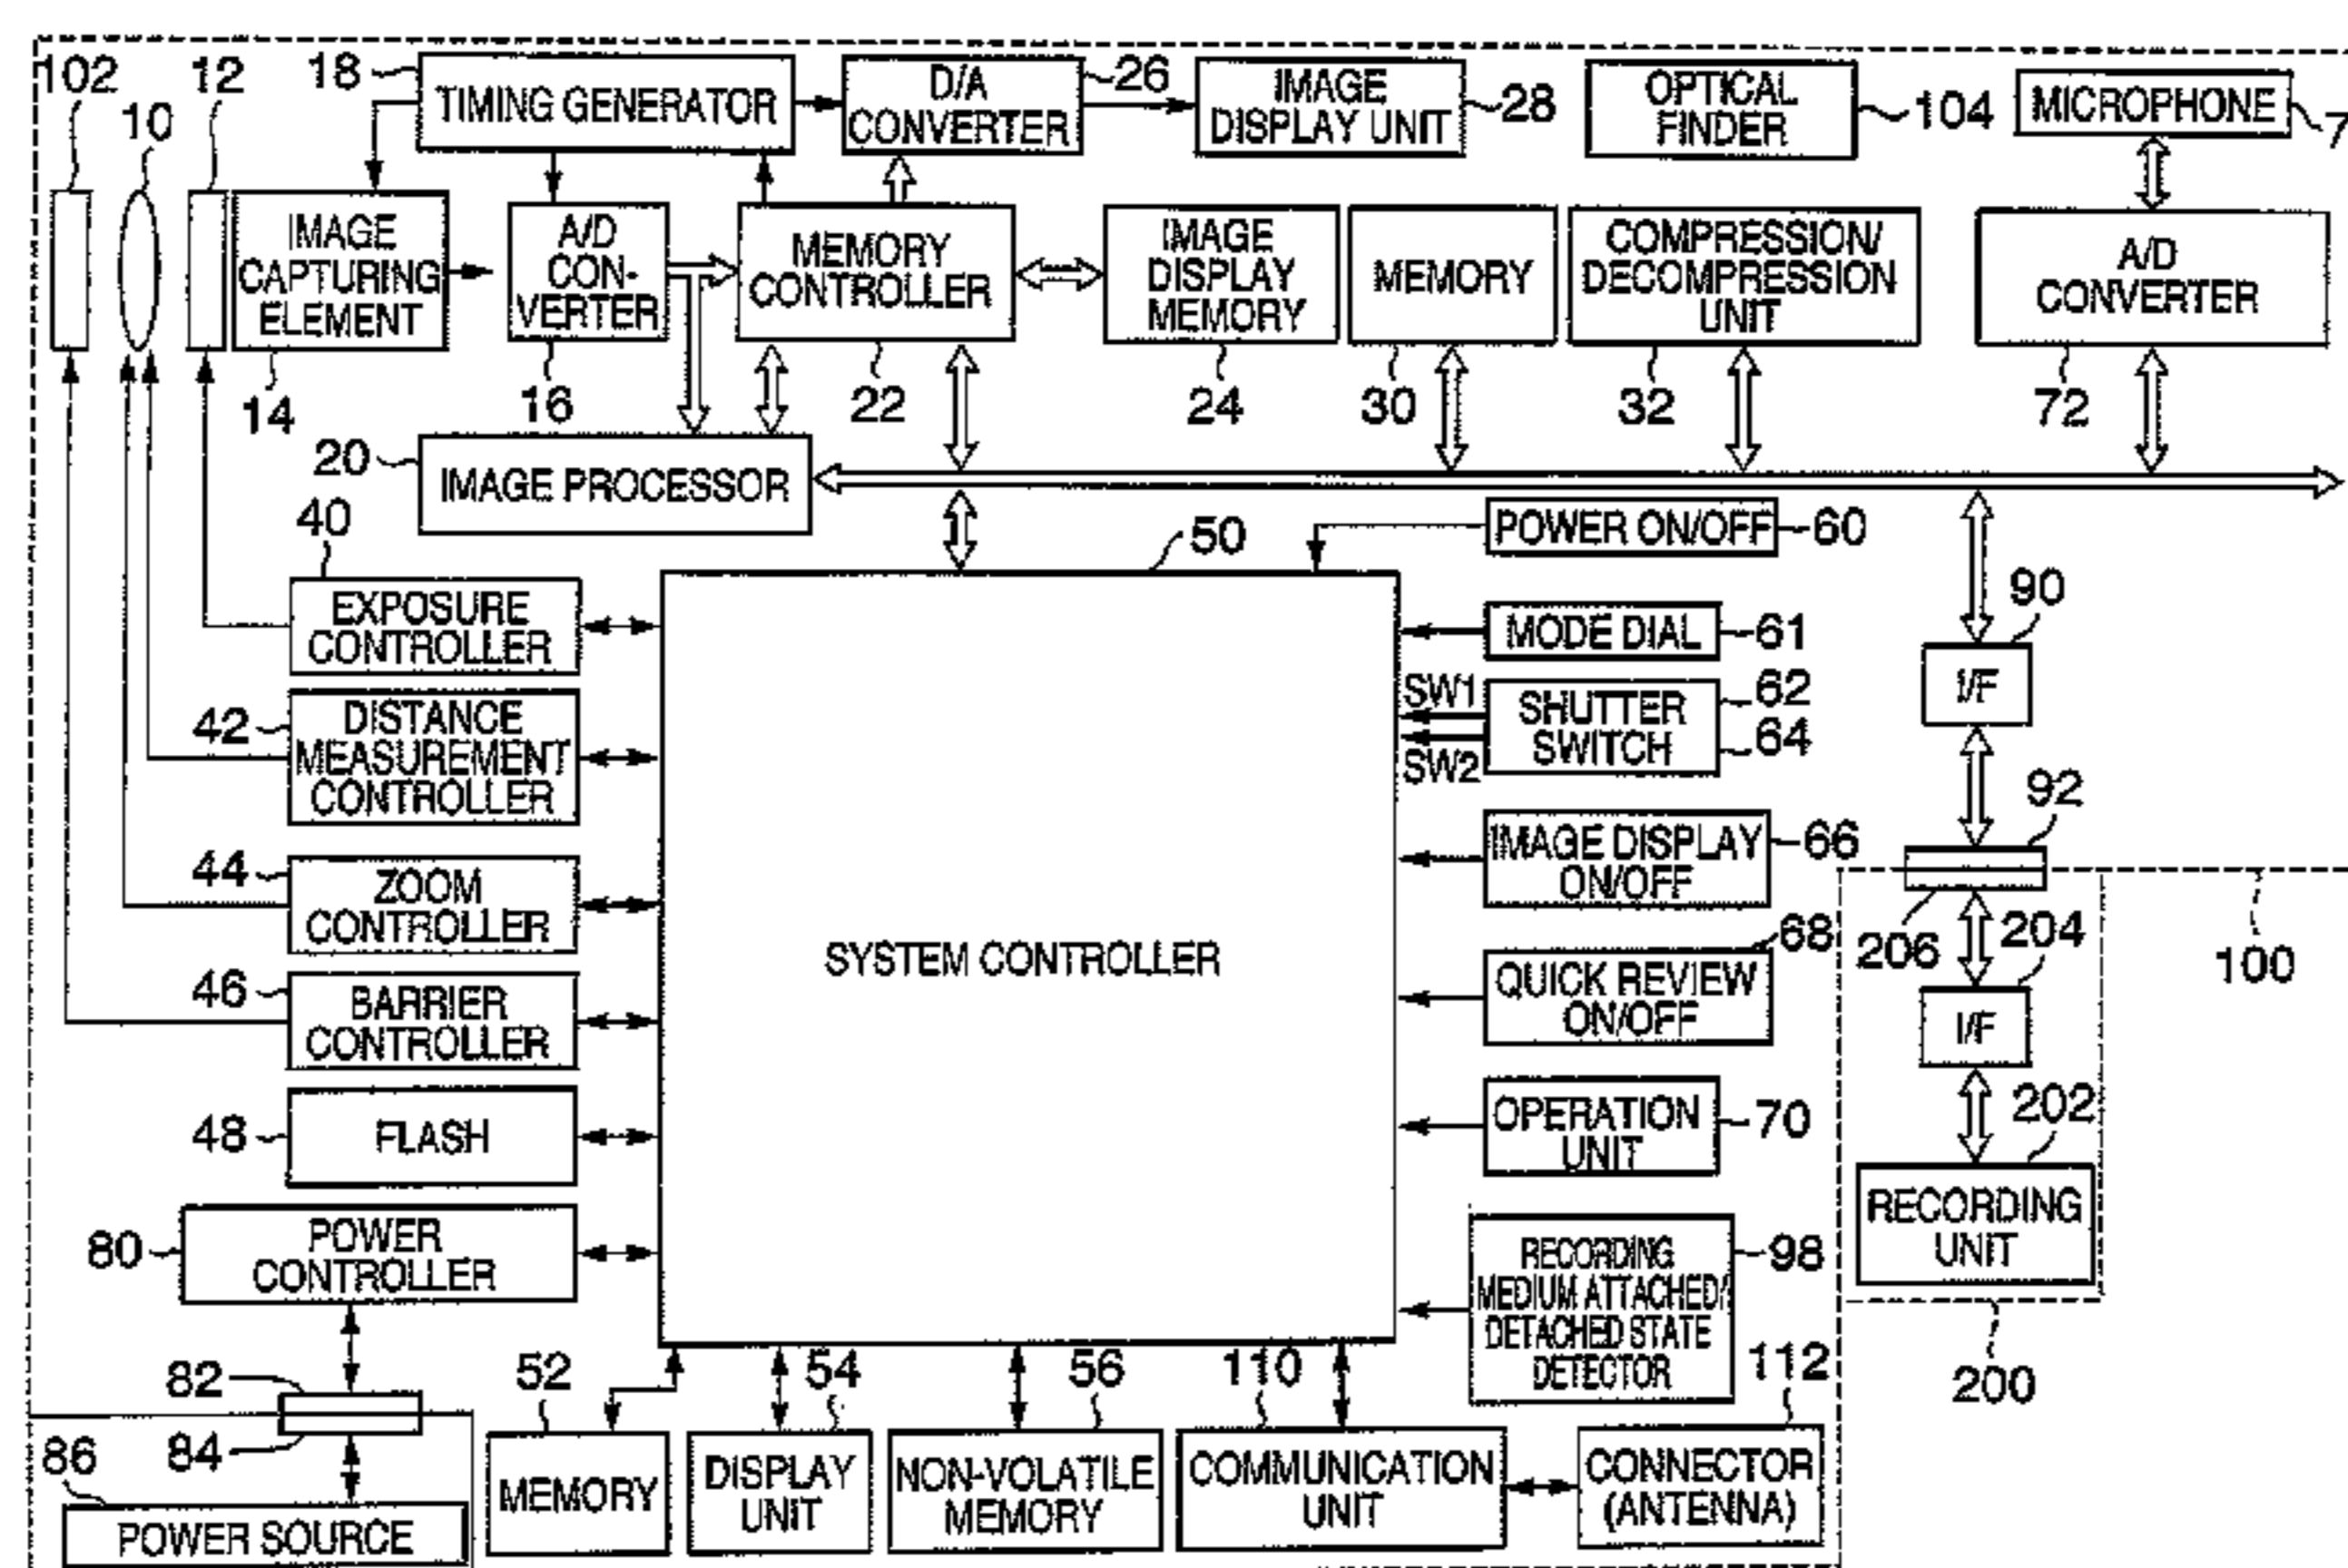 102
12
18
TIMING GENERATOR
D/A
CONVERTER
26
IMAGE
DISPLAY UNIT
28
OPTICAL
FINDER
104
MICROPHONE
7
10
IMAGE
CAPTURING
ELEMENT
14
A/D
CON-
VERTER
16
MEMORY
CONTROLLER
22
IMAGE
DISPLAY
MEMORY
24
MEMORY
30
COMPRESSION/
DECOMPRESSION
UNIT
32
A/D
CONVERTER
72
20
IMAGE PROCESSOR
40
EXPOSURE
CONTROLLER
42
DISTANCE
MEASUREMENT
CONTROLLER
44
ZOOM
CONTROLLER
46
BARRIER
CONTROLLER
48
FLASH
80
POWER
CONTROLLER
82
84
86
POWER SOURCE
50
SYSTEM CONTROLLER
POWER ON/OFF
60
MODE DIAL
61
SW1
SW2
SHUTTER
SWITCH
62
64
IMAGE DISPLAY
ON/OFF
66
68
QUICK REVIEW
ON/OFF
OPERATION
UNIT
70
RECORDING
MEDIUM ATTACHED/
DETACHED STATE
DETECTOR
98
90
I/F
92
206
204
I/F
202
RECORDING
UNIT
100
200
52
MEMORY
54
DISPLAY
UNIT
56
NON-VOLATILE
MEMORY
110
COMMUNICATION
UNIT
112
CONNECTOR
(ANTENNA)